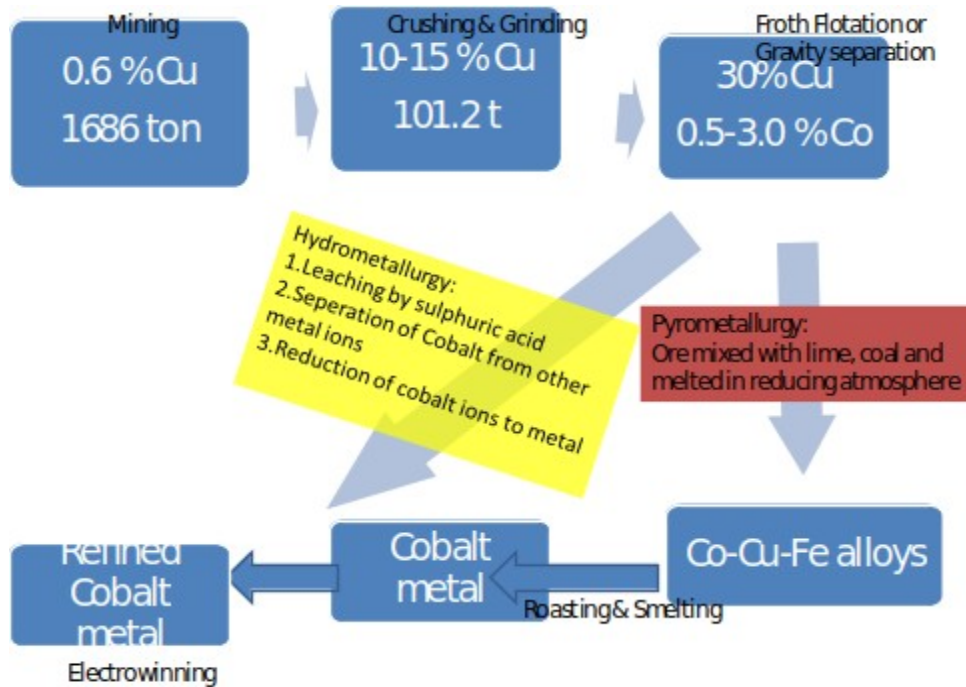 Mining
0.6 %Cu
1686 ton
Crushing & Grinding
10-15 %Cu
101.2 t
Froth Flotation or
Gravity separation
30%Cu
0.5-3.0 %Co
Hydrometallurgy:
1.Leaching by sulphuric acid
2.Seperation of Cobalt from other
metal ions
3.Reduction of cobalt ions to metal
Pyrometallurgy:
Ore mixed with lime, coal and
melted in reducing atmosphere
Co-Cu-Fe alloys
Roasting & Smelting
Cobalt
metal
Refined
Cobalt
metal
Electrowinning